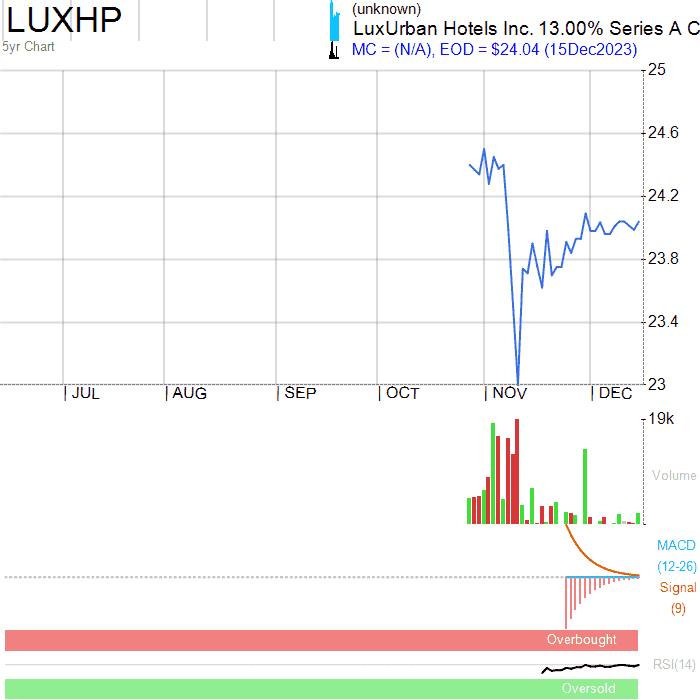 LUXHP
5yr Chart
(unknown)
LuxUrban Hotels Inc. 13.00% Series A C
MC = (N/A), EOD = $24.04 (15Dec2023)
25
24.6
24.2
23.8
23.4
23
JUL AUG SEP OCT NOV DEC
19k
Volume
MACD
(12-26)
Signal
(9)
Overbought
RSI(14)
Oversold